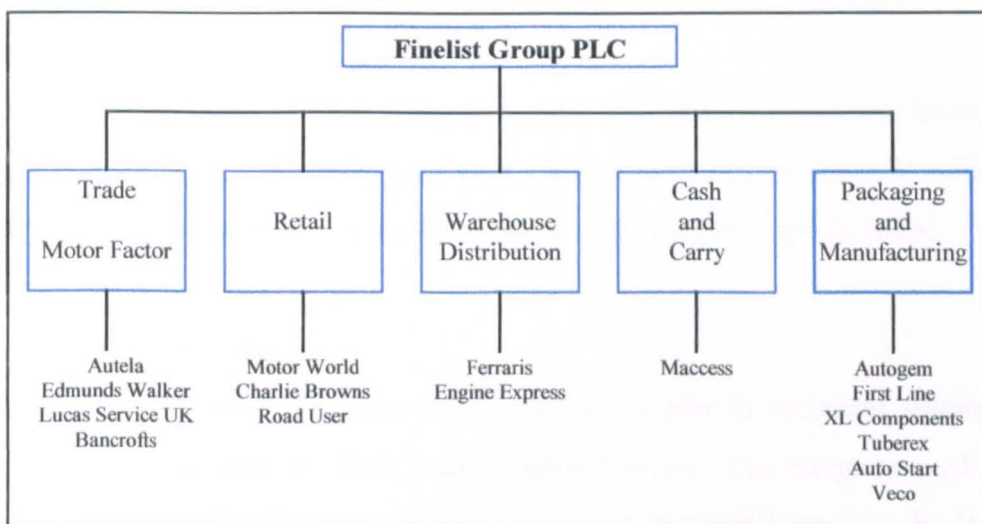 Finelist Group PLC
Trade
Motor Factor
Retail
Warehouse
Distribution
Cash
and
Carry
Packaging
and
Manufacturing
Autela
Edmunds Walker
Lucas Service UK
Bancrofts
Motor World
Charlie Browns
Road User
Ferraris
Engine Express
Maccess
Autogem
First Line
XL Components
Tuberex
Auto Start
Veco